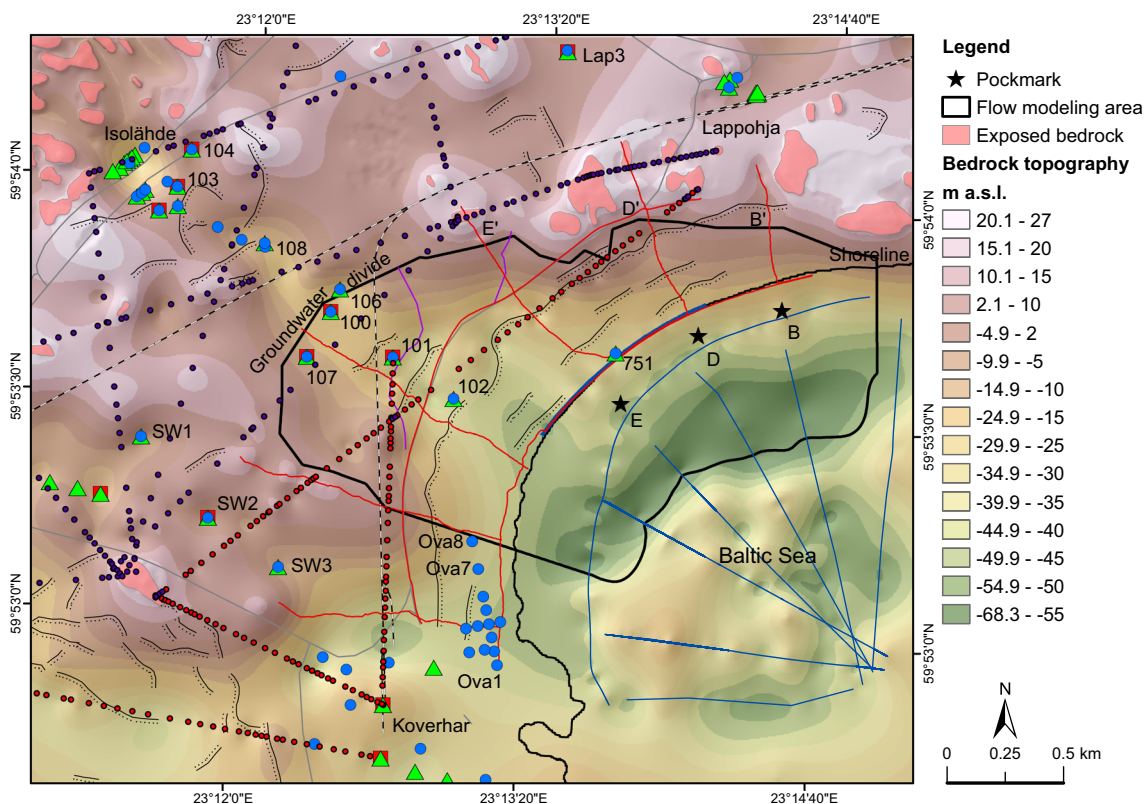 23°12'0"E
23°13'20"E
23°14'40"E
Legend
Pockmark
Flow modeling area
Exposed bedrock
Bedrock topography
m a.s.l.
20.1 - 27
15.1 - 20
10.1 - 15
2.1 - 10
-4.9 - 2
-9.9 - -5
-14.9 - -10
-24.9 - -15
-29.9 - -25
-34.9 - -30
-39.9 - -35
-44.9 - -40
-49.9 - -45
-54.9 - -50
-68.3 - -55
N
0
0.25
0.5 km
Lap3
Isolähde
104
Lappohja
103
59°54'0"N
59°54'0"N
D'
B'
E'
108
Shoreline
Groundwater divide
106
100
B
101
D
751
107
59°53'30"N
102
E
59°53'30"N
SW1
SW2
Ova8
Baltic Sea
SW3
Ova7
59°53'0"N
59°53'0"N
Ova1
Koverhar
23°12'0"E
23°13'20"E
23°14'40"E